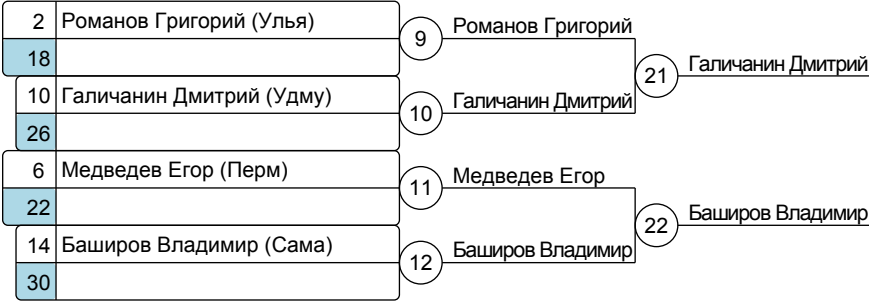 2 Романов Григорий (Улья)
18
9 Романов Григорий
10 Галичанин Дмитрий (Удму)
26
10 Галичанин Дмитрий
21 Галичанин Дмитрий
6 Медведев Егор (Перм)
22
11 Медведев Егор
14 Баширов Владимир (Сама)
30
12 Баширов Владимир
22 Баширов Владимир